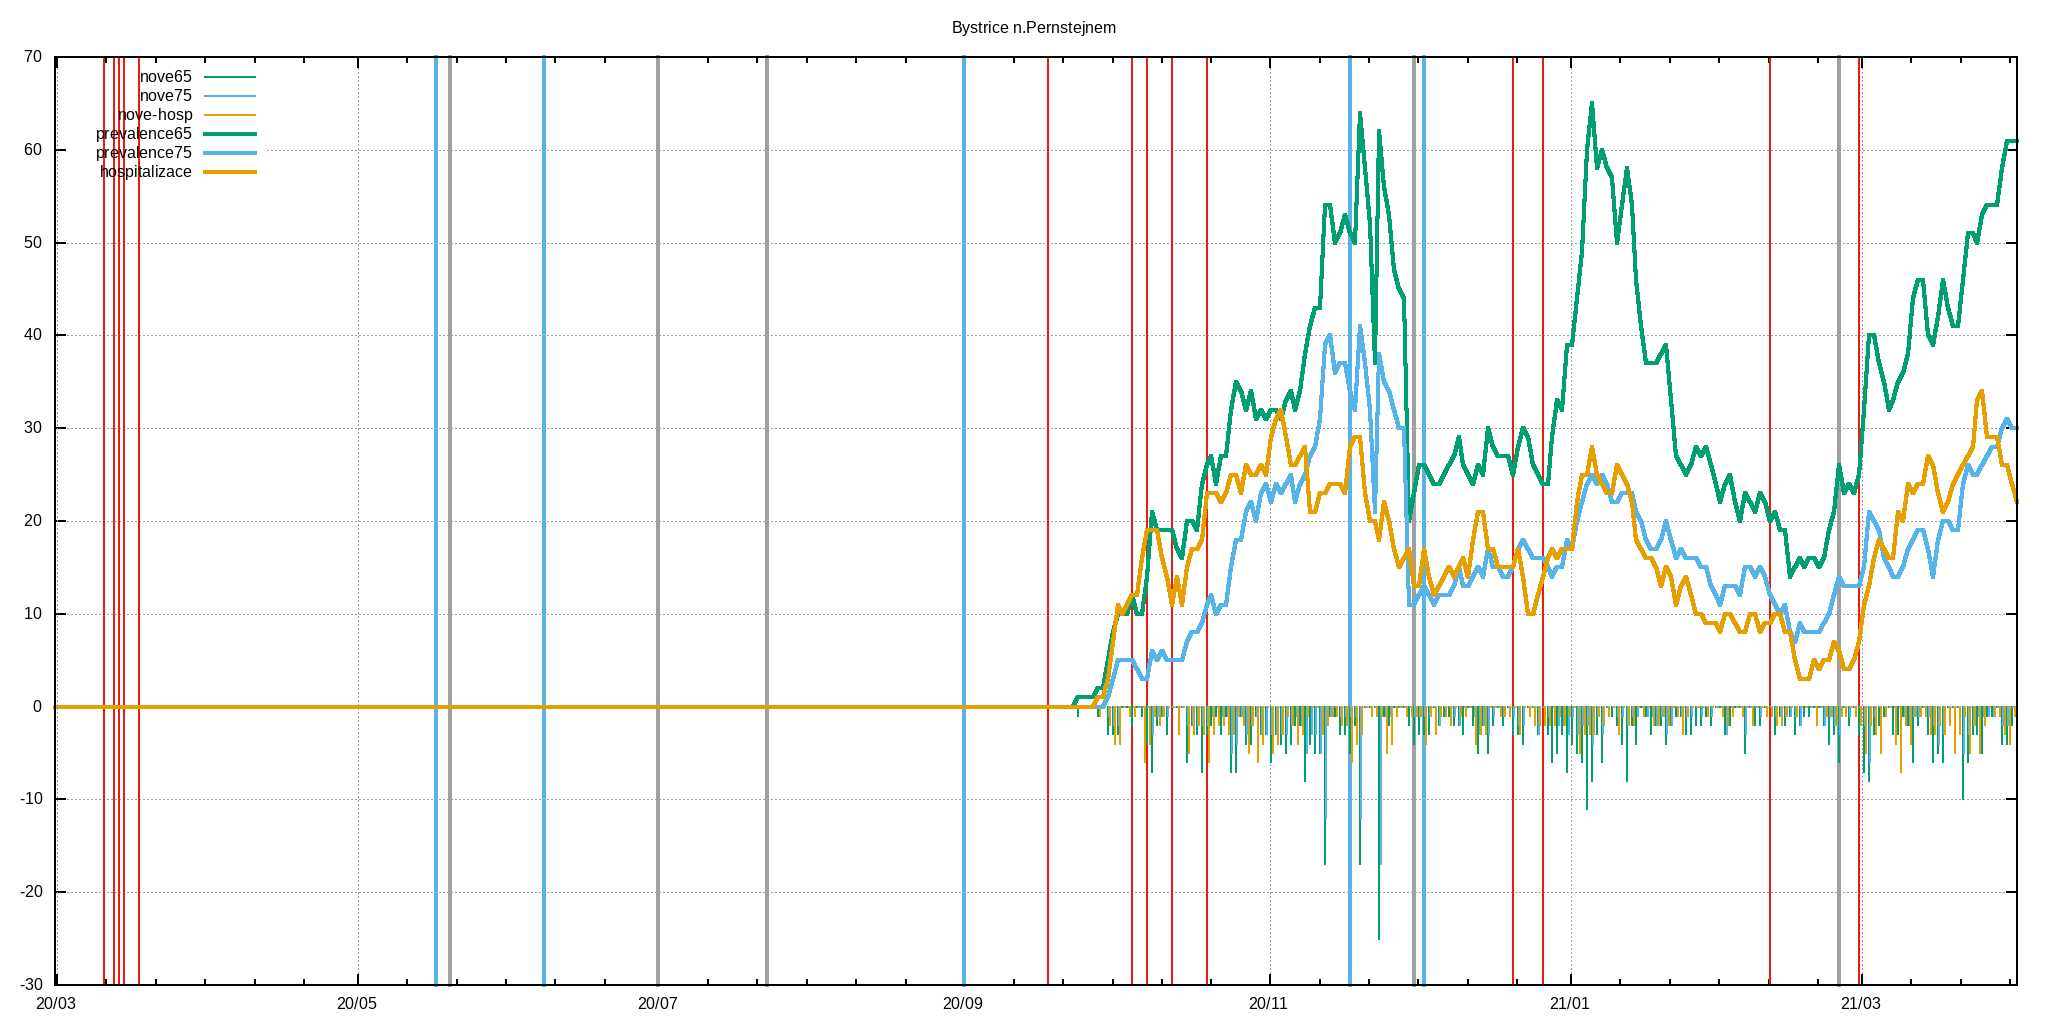 Bystrice n.Pernstejnem
70
60
50
40
30
20
10
0
-10
-20
-30
nove65
nove75
nove-hosp
prevalence65
prevalence75
hospitalizace
20/03 20/05 20/07 20/09 20/11 21/01 21/03